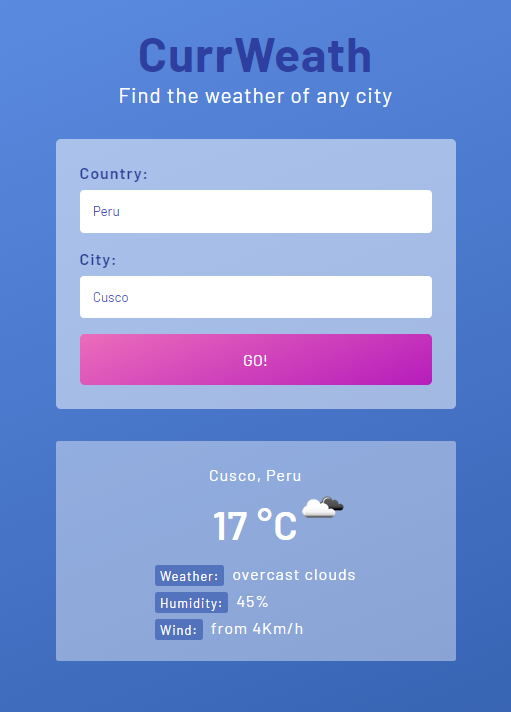 CurrWeath
Find the weather of any city
Country:
Peru
City:
Cusco
GO!
Cusco, Peru
17 °C
Weather: overcast clouds
Humidity: 45%
Wind: from 4Km/h